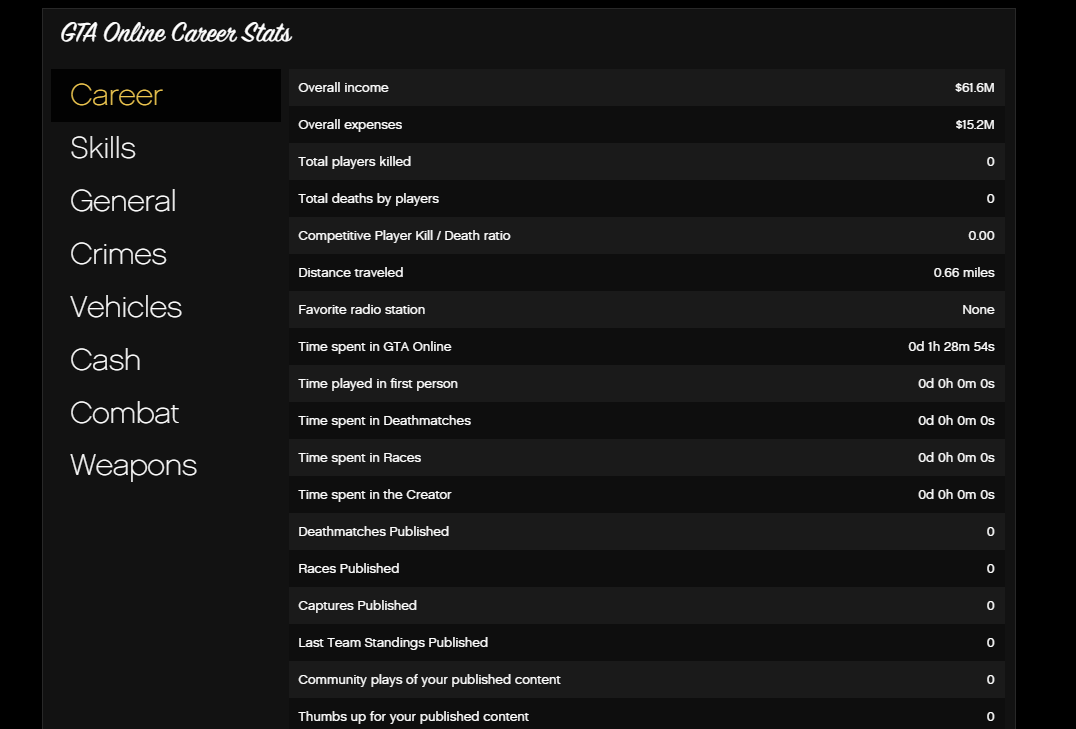 GTA Online Career Stats
Career
Skills
General
Crimes
Vehicles
Cash
Combat
Weapons
Overall income $61.6M
Overall expenses $15.2M
Total players killed 0
Total deaths by players 0
Competitive Player Kill / Death ratio 0.00
Distance traveled 0.66 miles
Favorite radio station None
Time spent in GTA Online 0d 1h 28m 54s
Time played in first person 0d 0h 0m 0s
Time spent in Deathmatches 0d 0h 0m 0s
Time spent in Races 0d 0h 0m 0s
Time spent in the Creator 0d 0h 0m 0s
Deathmatches Published 0
Races Published 0
Captures Published 0
Last Team Standings Published 0
Community plays of your published content 0
Thumbs up for your published content 0